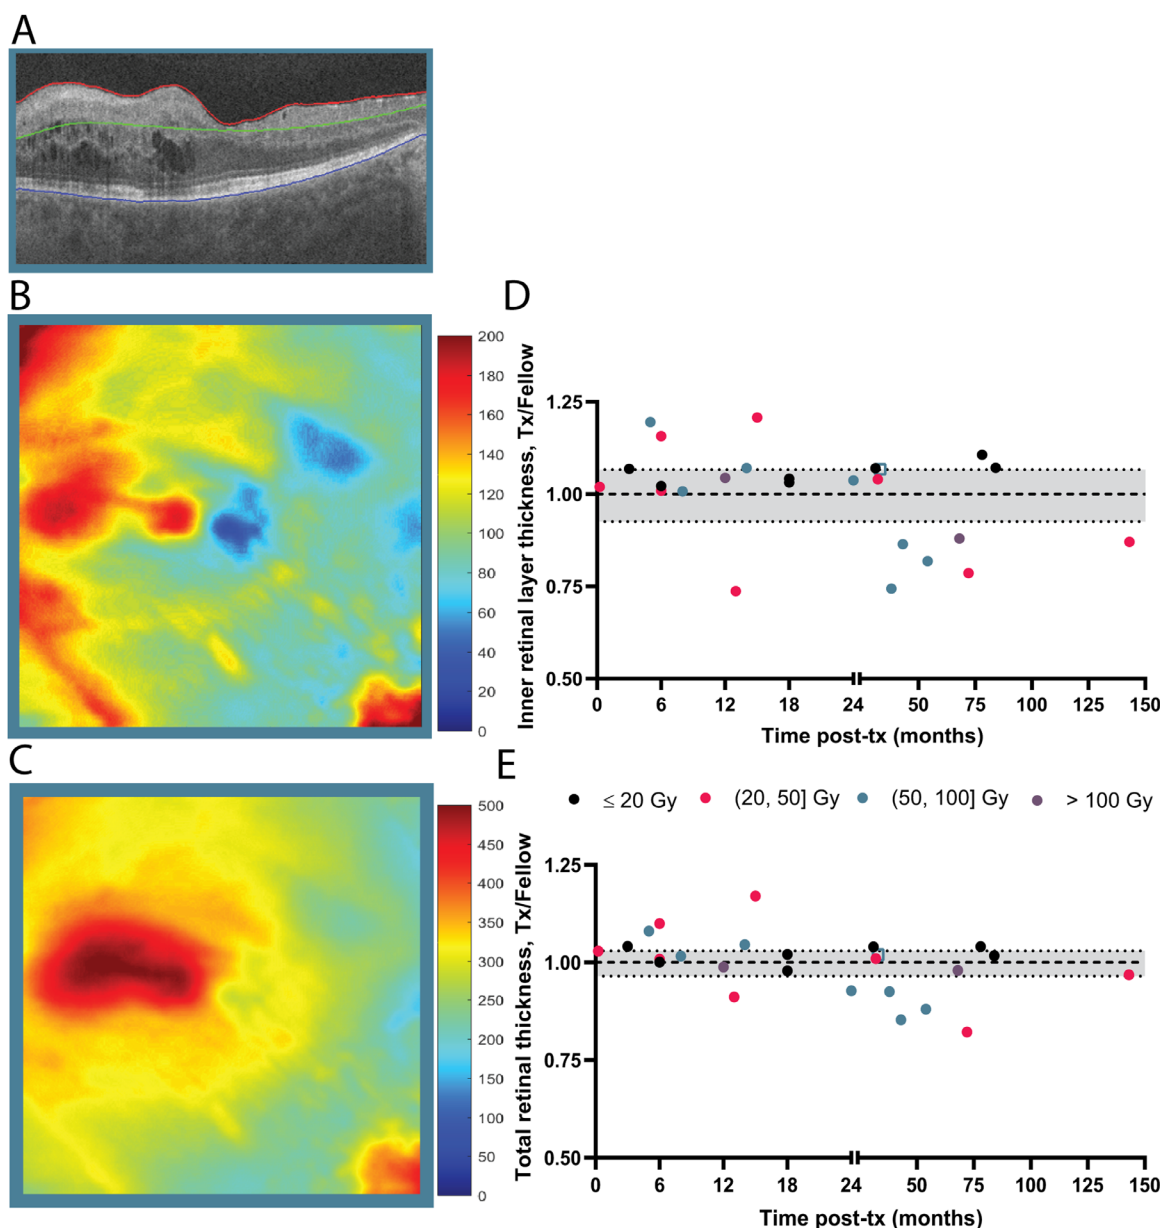 A
B
200
180
160
140
120
100
80
60
40
20
0
C
500
450
400
350
300
250
200
150
100
50
0
D
Inner retinal layer thickness, Tx/Fellow
1.25
1.00
0.75
0.50
0 6 12 18 24 50 75 100 125 150
Time post-tx (months)
E
≤ 20 Gy (20, 50] Gy (50, 100] Gy > 100 Gy
Total retinal thickness, Tx/Fellow
1.25
1.00
0.75
0.50
0 6 12 18 24 50 75 100 125 150
Time post-tx (months)